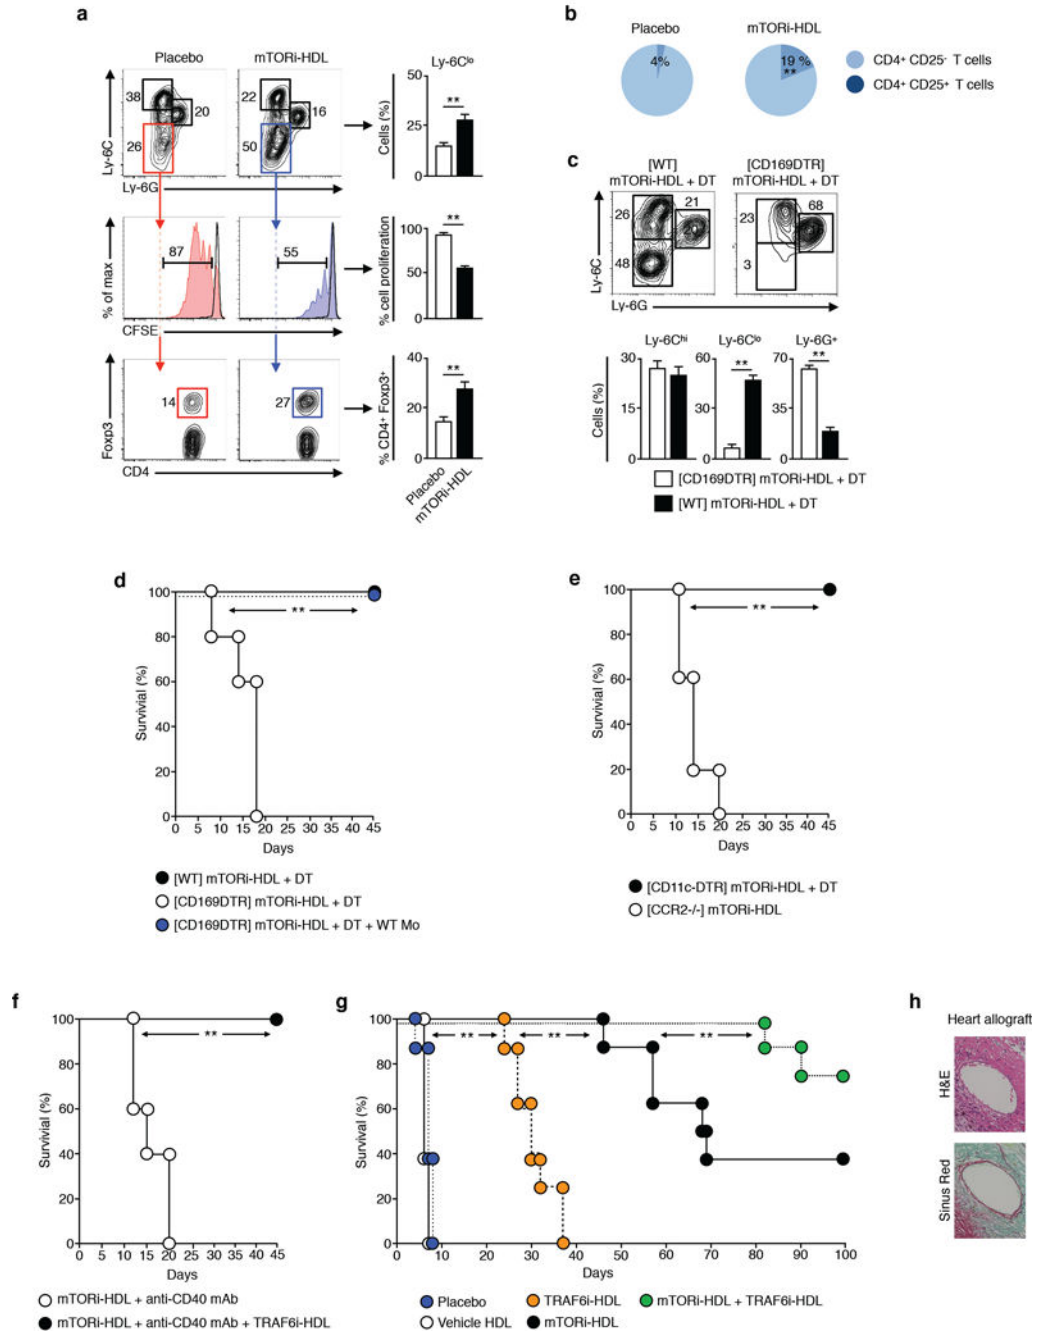 a
Placebo
mTORi-HDL
Ly-6Clo
38
20
26
22
16
50
Ly-6C
Ly-6G
Cells (%)
50
25
0
**
87
55
% of max
CFSE
% cell proliferation
100
50
0
**
14
27
Foxp3
CD4
% CD4+ Foxp3+
40
20
0
**
Placebo
mTORi-HDL
b
Placebo
mTORi-HDL
4%
19 %
**
CD4+ CD25- T cells
CD4+ CD25+ T cells
c
[WT]
mTORi-HDL + DT
[CD169DTR]
mTORi-HDL + DT
26
21
48
23
68
3
Ly-6C
Ly-6G
Ly-6Chi
Ly-6Clo
Ly-6G+
Cells (%)
30
15
0
60
30
0
**
70
35
0
**
[CD169DTR] mTORi-HDL + DT
[WT] mTORi-HDL + DT
d
Survivial (%)
100
80
60
40
20
0
**
0 5 10 15 20 25 30 35 40 45
Days
[WT] mTORi-HDL + DT
[CD169DTR] mTORi-HDL + DT
[CD169DTR] mTORi-HDL + DT + WT Mo
e
Survivial (%)
100
80
60
40
20
0
**
0 5 10 15 20 25 30 35 40 45
Days
[CD11c-DTR] mTORi-HDL + DT
[CCR2-/-] mTORi-HDL
f
Survivial (%)
100
80
60
40
20
0
**
0 5 10 15 20 25 30 35 40 45
Days
mTORi-HDL + anti-CD40 mAb
mTORi-HDL + anti-CD40 mAb + TRAF6i-HDL
g
Survivial (%)
100
80
60
40
20
0
**
**
**
0 10 20 30 40 50 60 70 80 90 100
Days
Placebo
TRAF6i-HDL
mTORi-HDL + TRAF6i-HDL
Vehicle HDL
mTORi-HDL
h
Heart allograft
H&E
Sinus Red